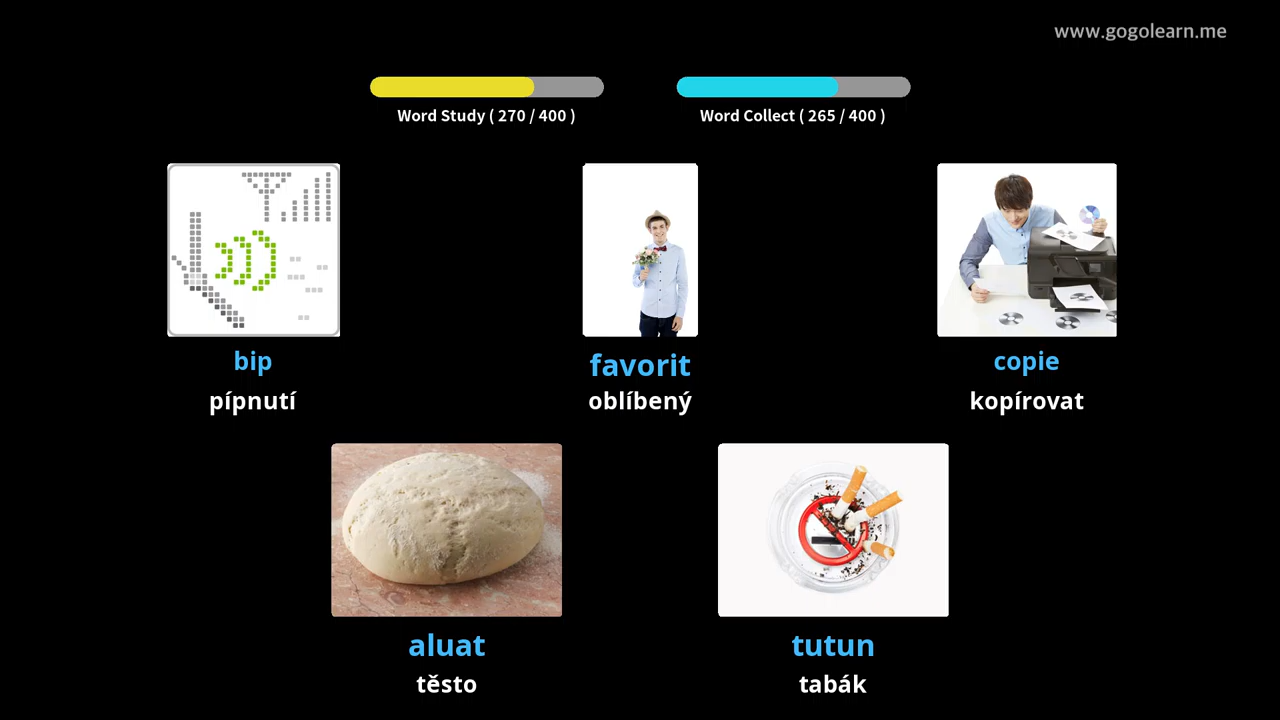 www.gogolearn.me
Word Study ( 270 / 400 )
Word Collect ( 265 / 400 )
bip
pípnutí
favorit
oblíbený
copie
kopírovat
aluat
těsto
tutun
tabák